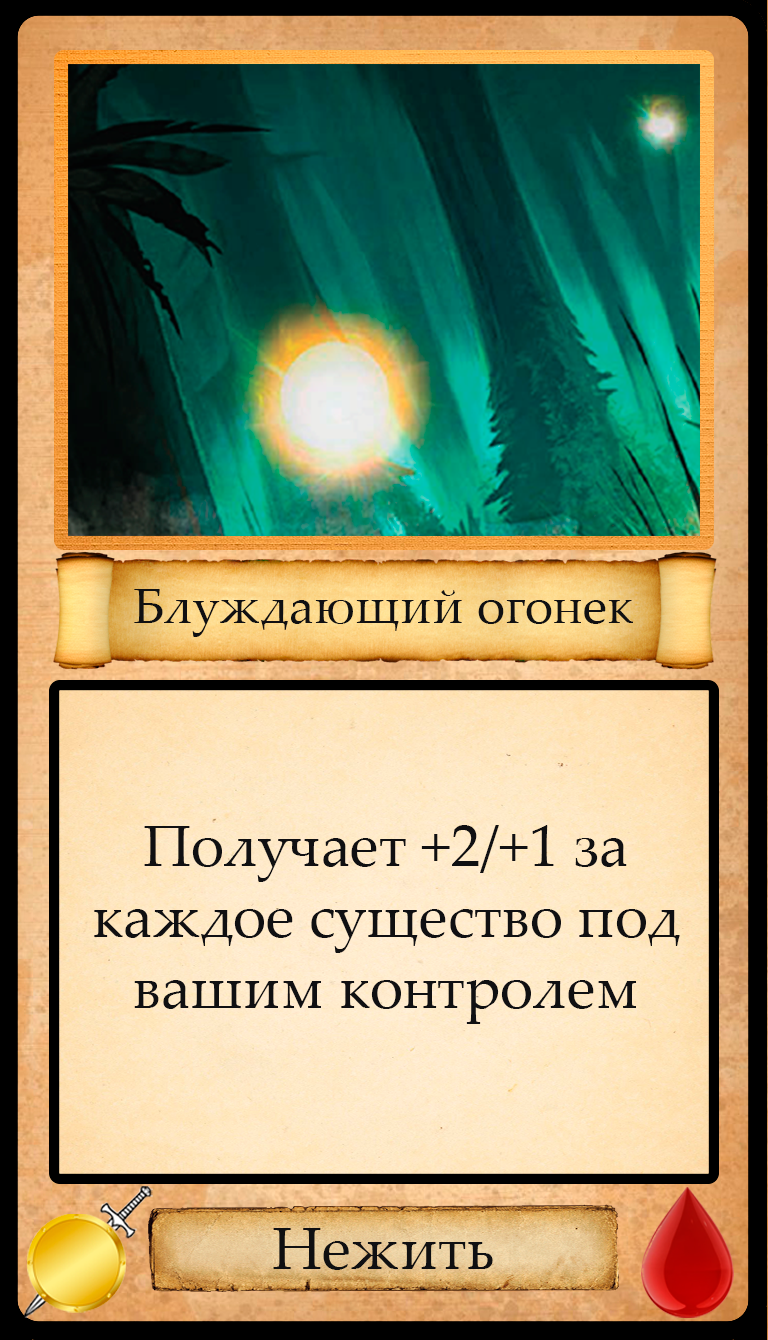 Блуждающий огонек
Получает +2/+1 за
каждое существо под
вашим контролем
Нежить